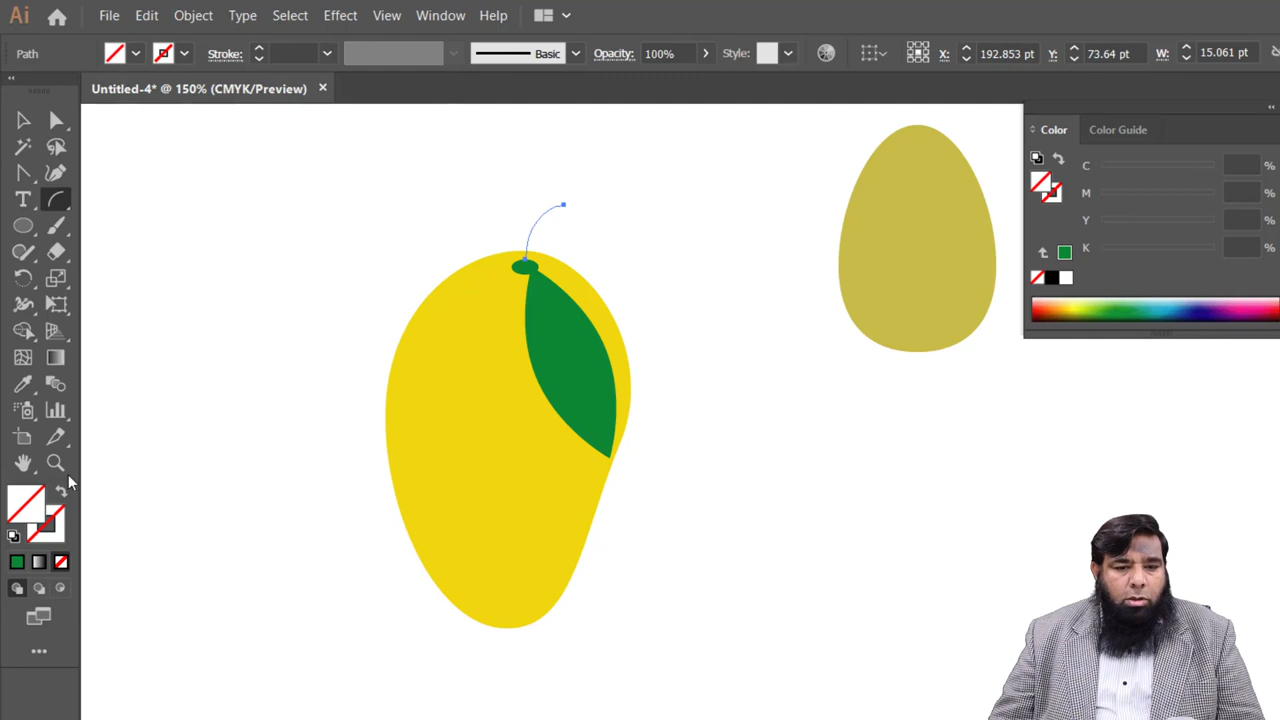 Ai File Edit Object Type Select Effect View Window Help
Path Stroke: Basic Opacity: 100% Style: X: 192.853 pt Y: 73.64 pt W: 15.061 pt
Untitled-4* @ 150% (CMYK/Preview) ×
Color Color Guide
C %
M %
Y %
K %
T